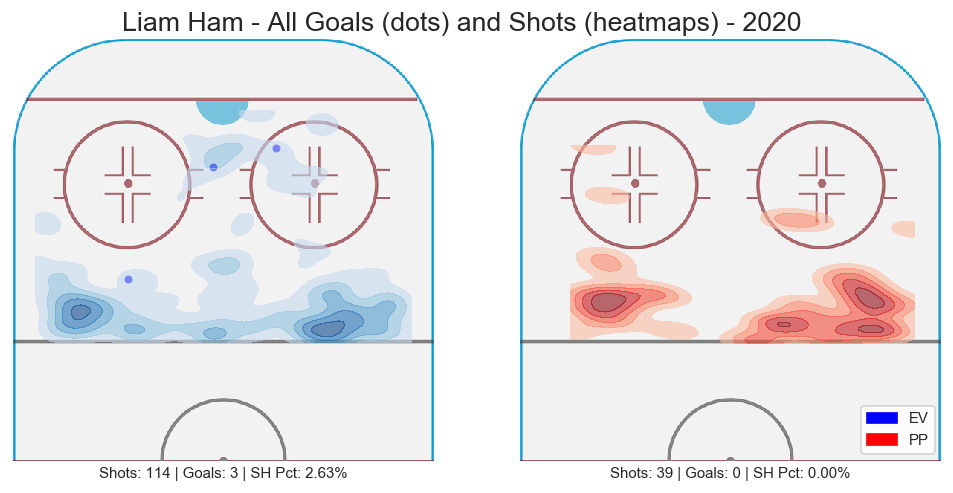 Liam Ham - All Goals (dots) and Shots (heatmaps) - 2020
EV
PP
Shots: 114 | Goals: 3 | SH Pct: 2.63%
Shots: 39 | Goals: 0 | SH Pct: 0.00%